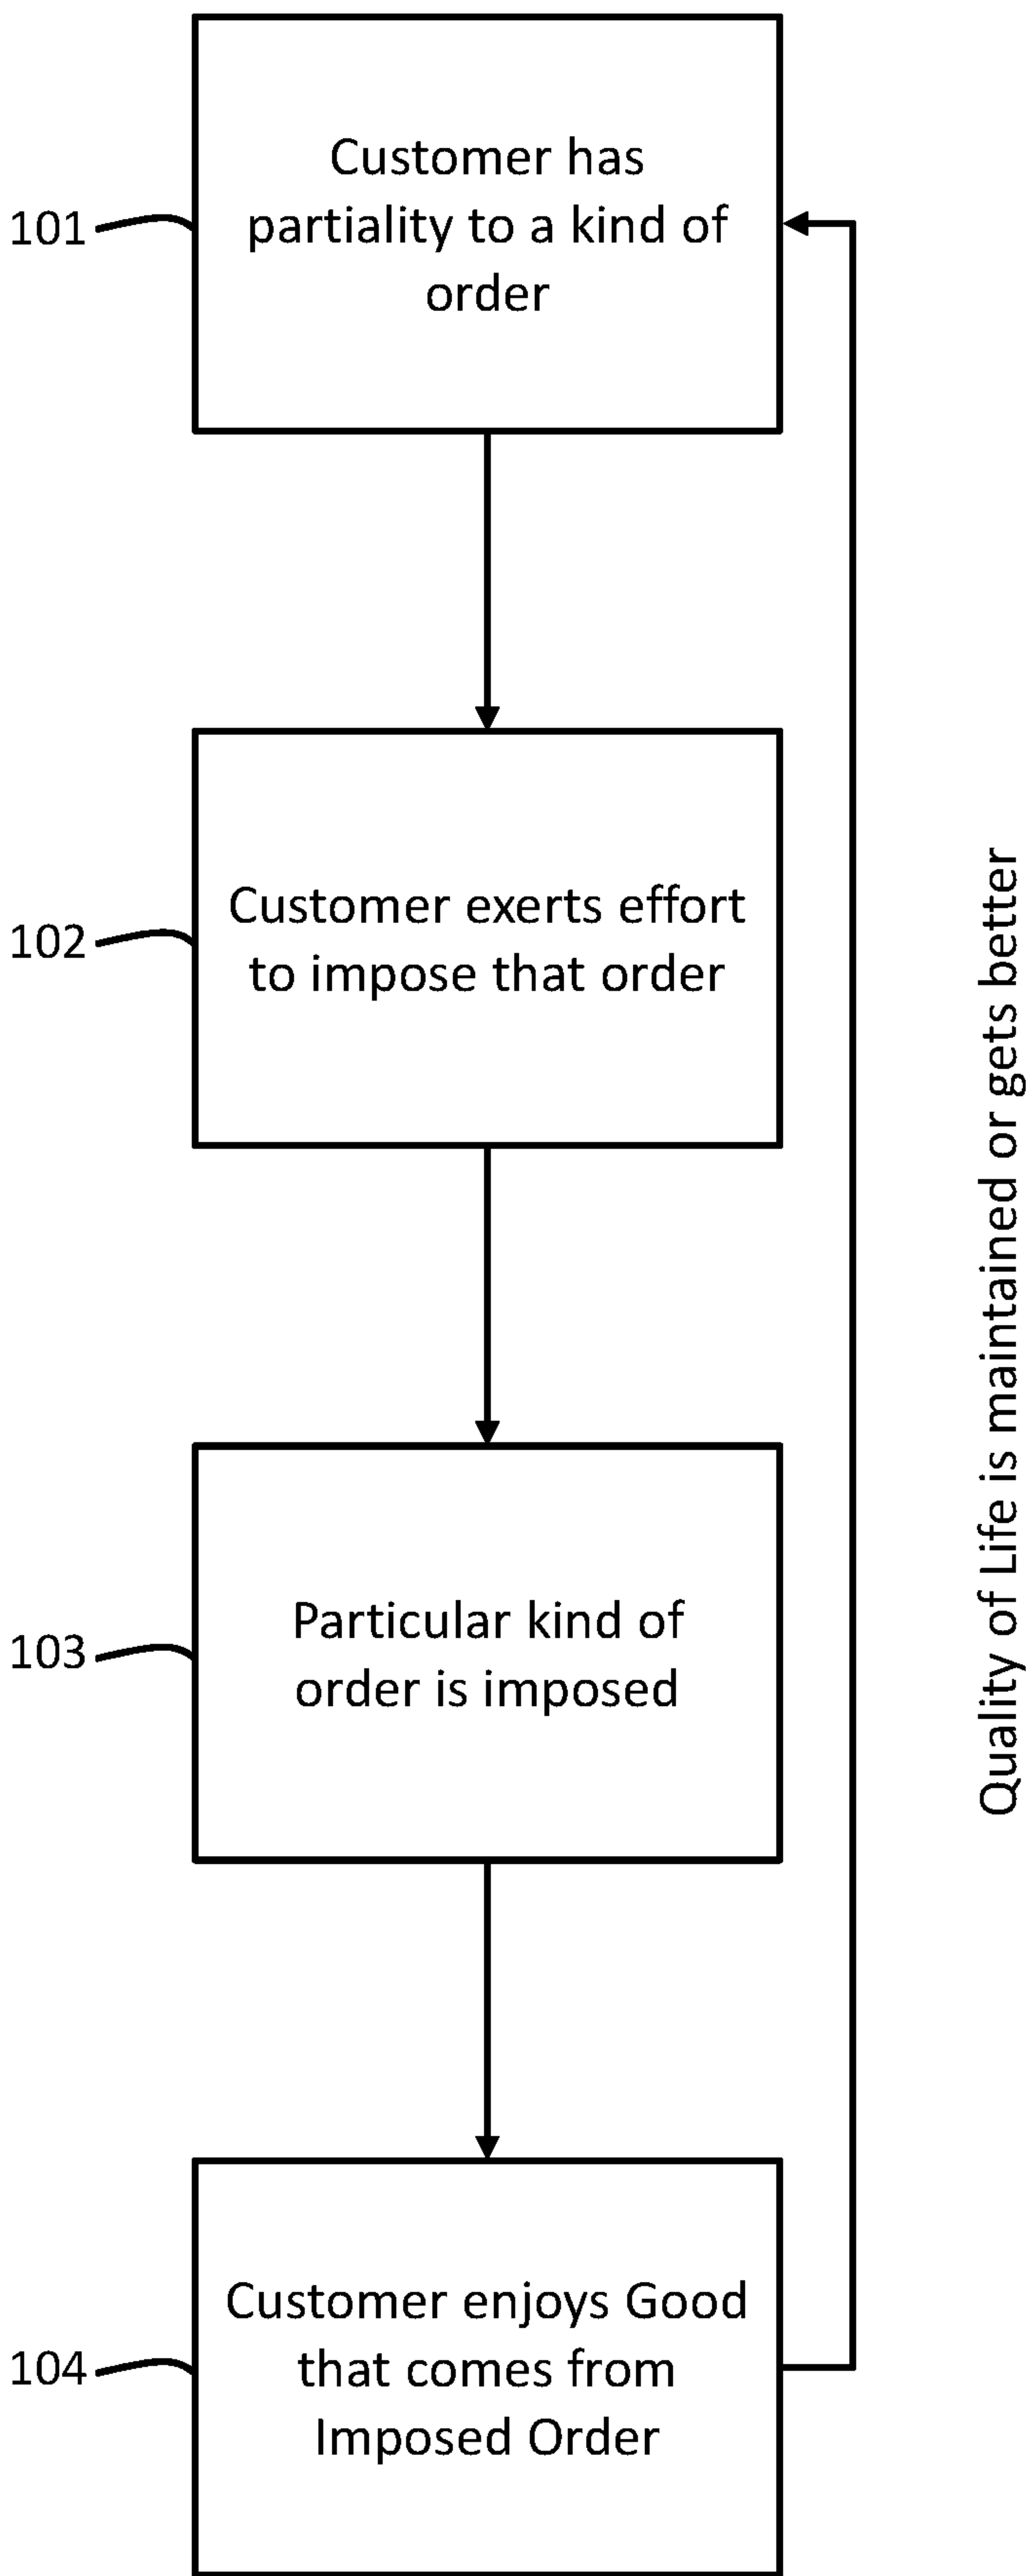 101
Customer has
partiality to a kind of
order
102
Customer exerts effort
to impose that order
103
Particular kind of
order is imposed
104
Customer enjoys Good
that comes from
Imposed Order
Quality of Life is maintained or gets better